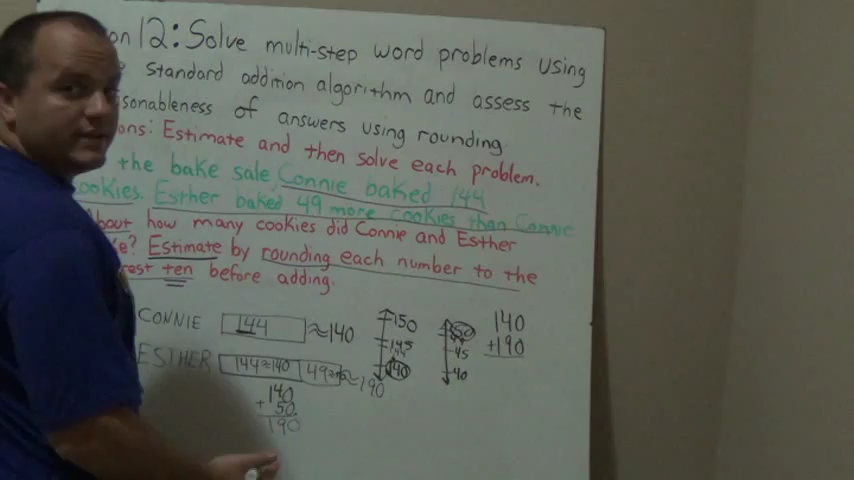 on 12: Solve multi-step word problems using
standard addition algorithm and assess the
sonableness of answers using rounding
ons: Estimate and then solve each problem.
the bake sale, Connie baked 144
cookies. Esther baked 49 more cookies than Connie
About how many cookies did Connie and Esther
ke? Estimate by rounding each number to the
rest ten before adding.
CONNIE 144 ≈140
ESTHER 144≈140 49≈ ≈190
140
+ 50
190
150
145
144
140
50
45
40
140
+190